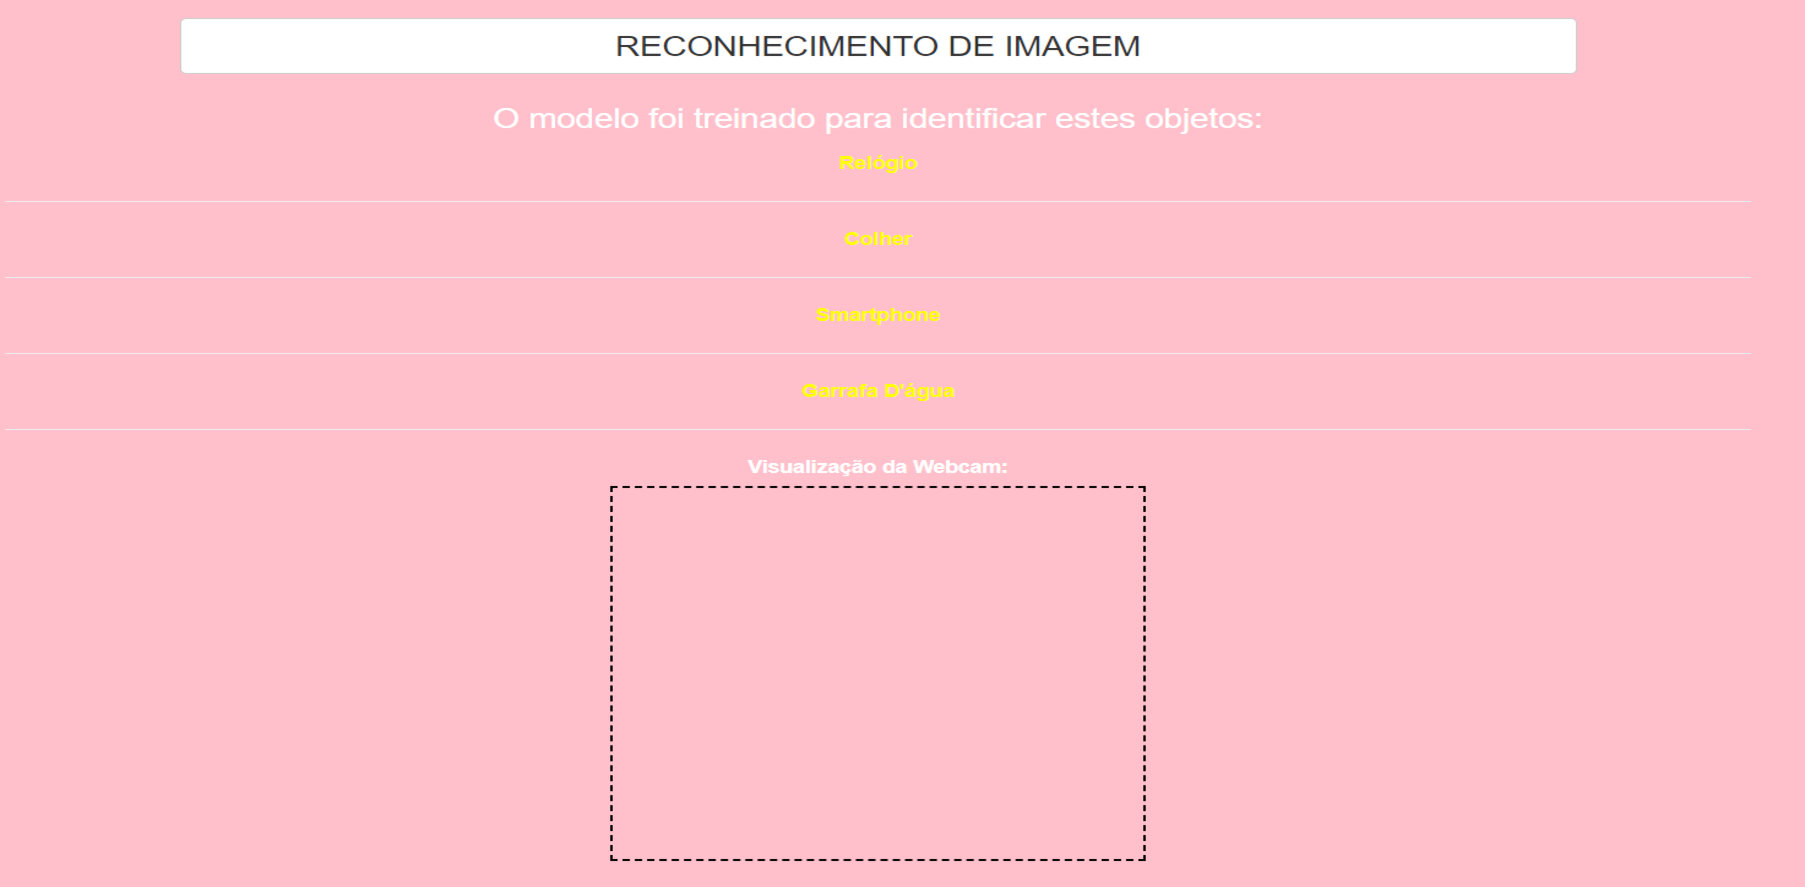 RECONHECIMENTO DE IMAGEM
O modelo foi treinado para identificar estes objetos:
Relógio
Colher
Smartphone
Garrafa D'água
Visualização da Webcam: